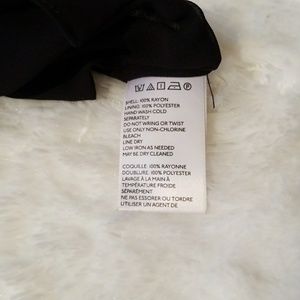 SHELL: 100% RAYON
LINING: 100% POLYESTER
HAND WASH COLD
SEPARATELY
DO NOT WRING OR TWIST
USE ONLY NON-CHLORINE
BLEACH
LINE DRY
LOW IRON AS NEEDED
MAY BE DRY CLEANED
COQUILLE: 100% RAYONNE
DOUBLURE: 100% POLYESTER
LAVAGE À LA MAIN À
TEMPÉRATURE FROIDE
SÉPARÉMENT
NE PAS ESSORER OU TORDRE
UTILISER UN AGENT DE